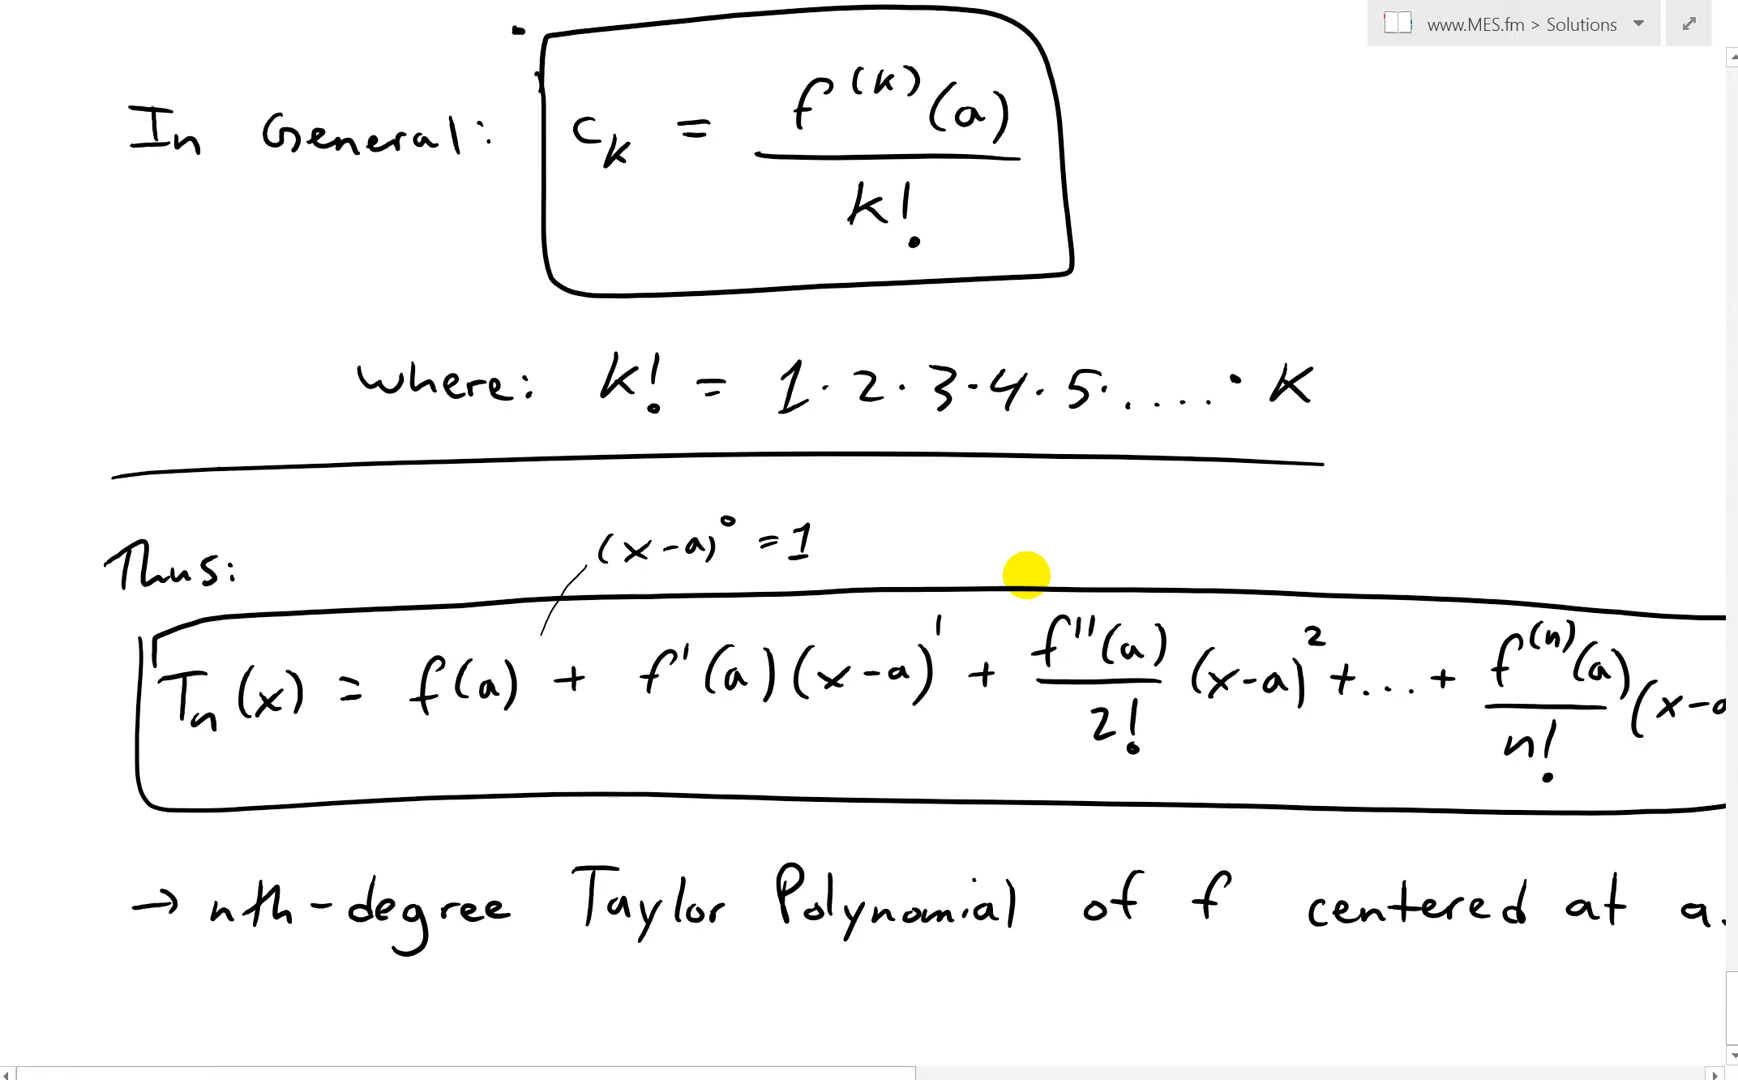 www.MES.fm > Solutions
In General: c_k = f^(k)(a) / k!
where: k! = 1·2·3·4·5·....·k
Thus: (x-a)^0 = 1
T_n(x) = f(a) + f'(a)(x-a)^1 + f''(a)/2! (x-a)^2 + ... + f^(n)(a)/n! (x-
→ nth-degree Taylor Polynomial of f centered at a.